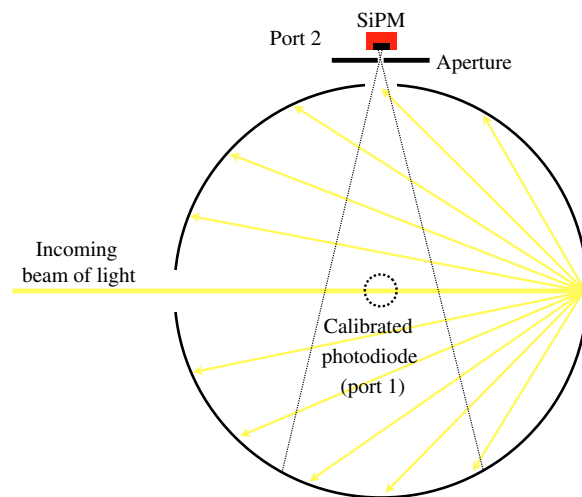 SiPM
Port 2
Aperture
Incoming
beam of light
Calibrated
photodiode
(port 1)